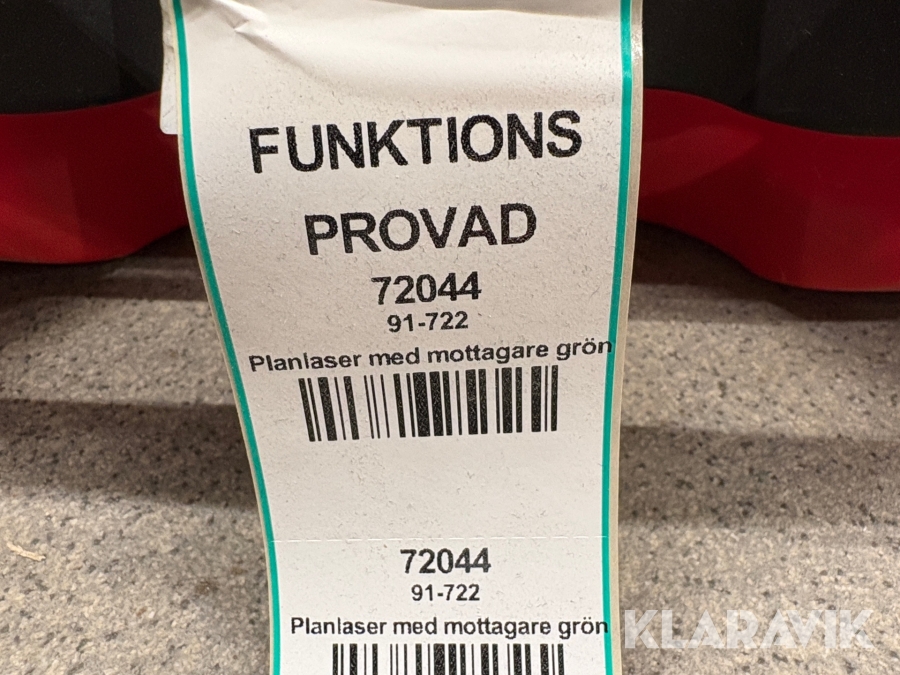 FUNKTIONS
PROVAD
72044
91-722
Planlaser med mottagare grön
72044
91-722
Planlaser med mottagare grön
KLARAVIK